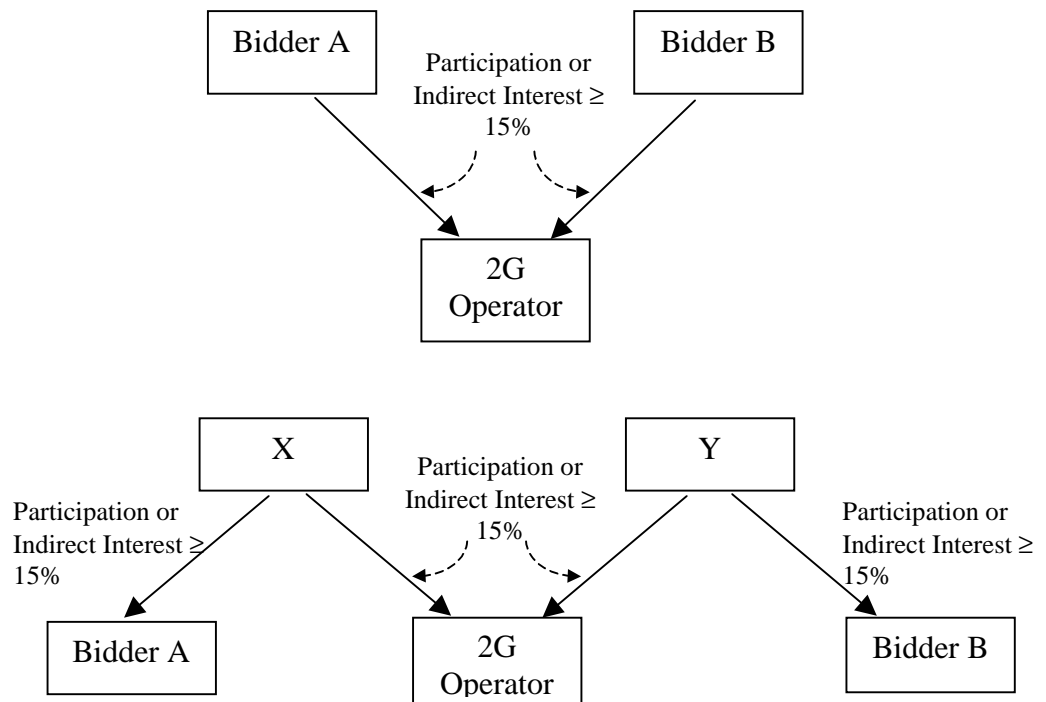 Bidder A
Bidder B
Participation or
Indirect Interest ≥
15%
2G
Operator
X
Y
Participation or
Indirect Interest ≥
15%
Participation or
Indirect Interest ≥
15%
Participation or
Indirect Interest ≥
15%
Bidder A
2G
Operator
Bidder B